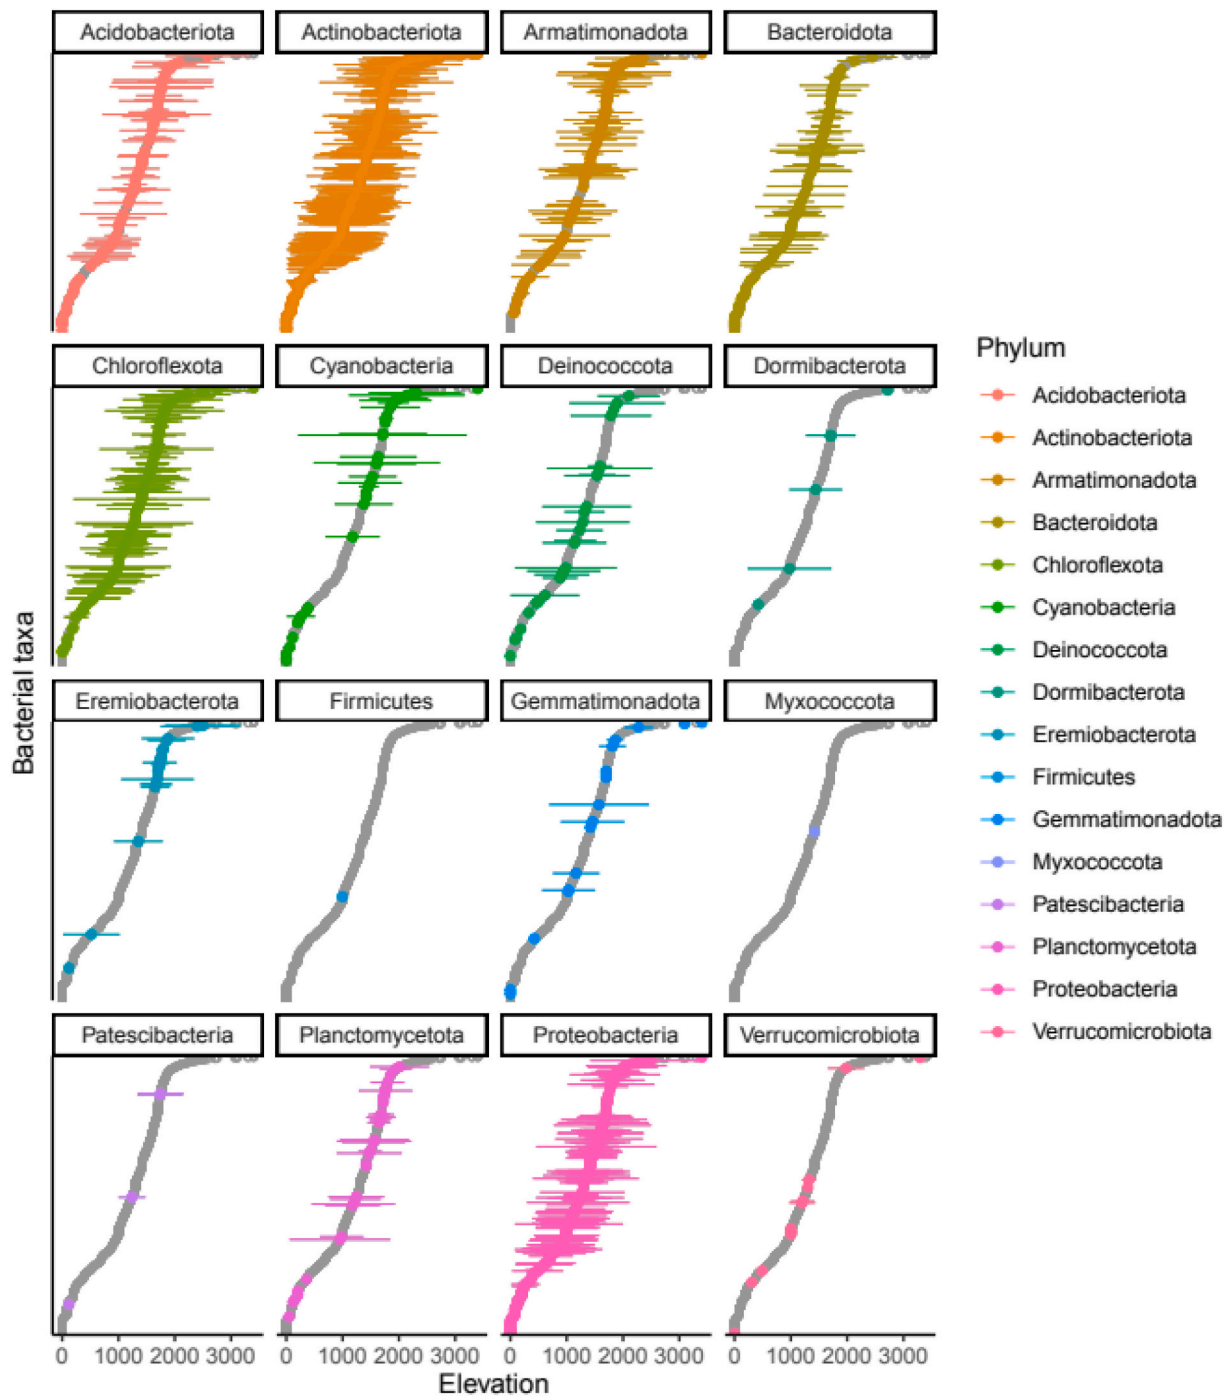 Acidobacteriota Actinobacteriota Armatimonadota Bacteroidota
Chloroflexota Cyanobacteria Deinococcota Dormibacterota
Eremiobacterota Firmicutes Gemmatimonadota Myxococcota
Patescibacteria Planctomycetota Proteobacteria Verrucomicrobiota
0 1000 2000 3000 0 1000 2000 3000 0 1000 2000 3000 0 1000 2000 3000
Elevation
Bacterial taxa
Phylum
Acidobacteriota
Actinobacteriota
Armatimonadota
Bacteroidota
Chloroflexota
Cyanobacteria
Deinococcota
Dormibacterota
Eremiobacterota
Firmicutes
Gemmatimonadota
Myxococcota
Patescibacteria
Planctomycetota
Proteobacteria
Verrucomicrobiota